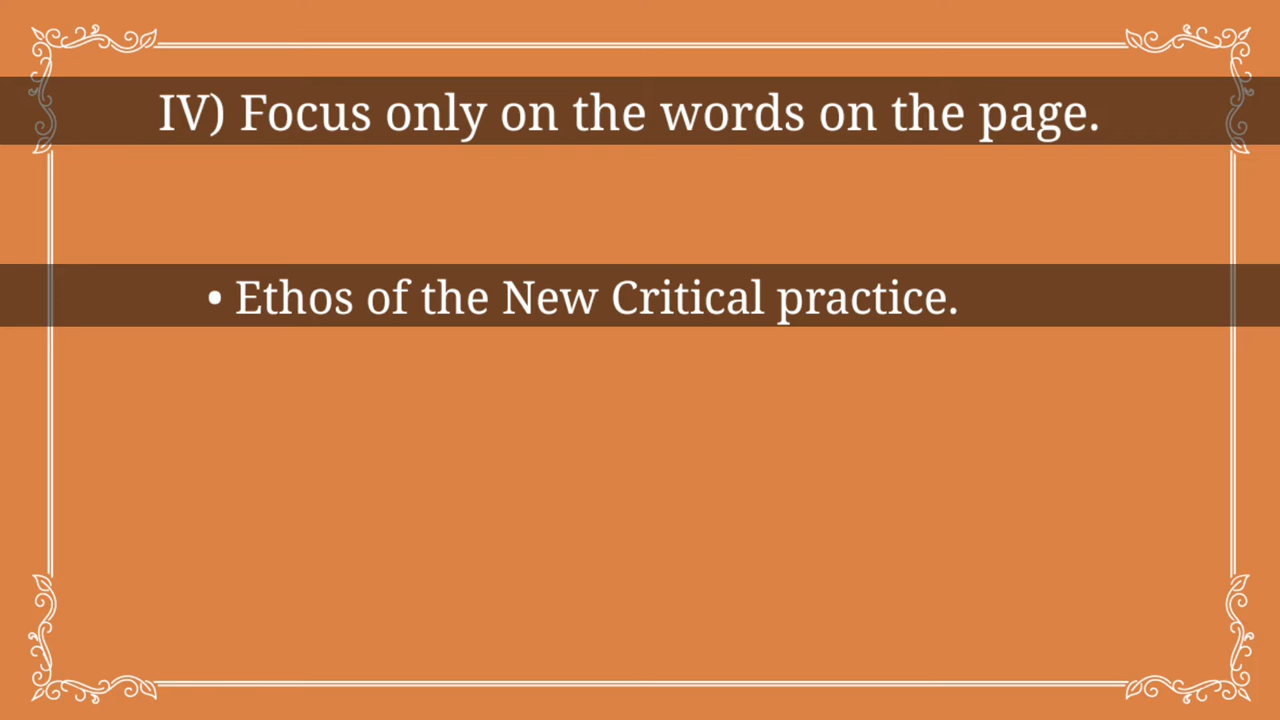 IV) Focus only on the words on the page.
• Ethos of the New Critical practice.